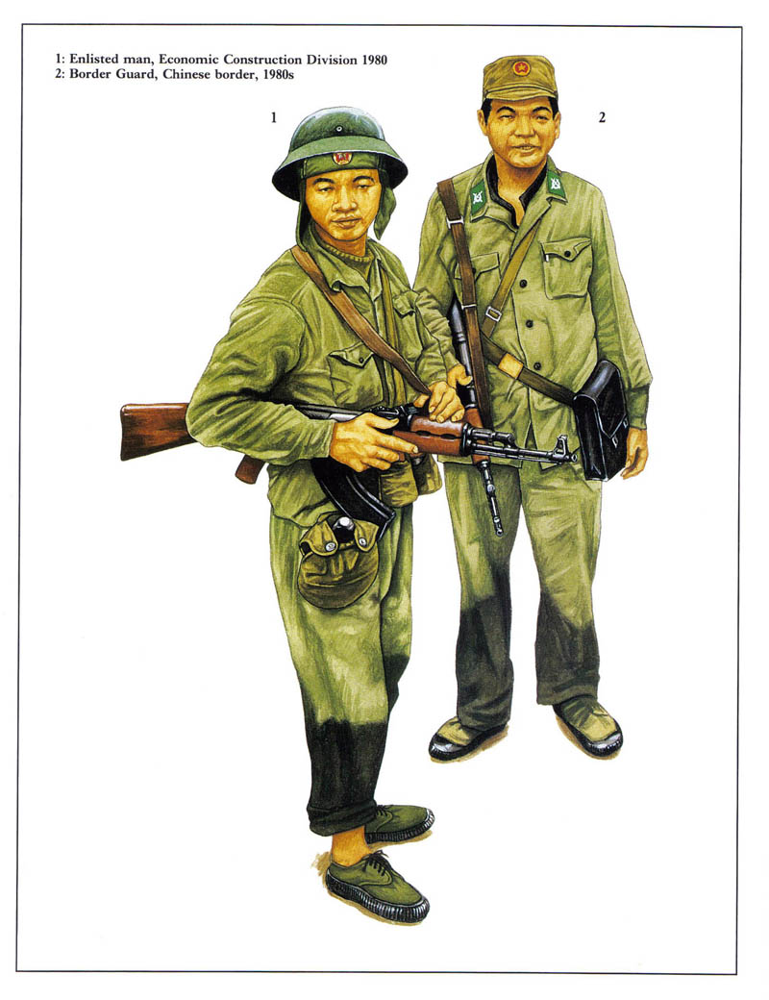 1: Enlisted man, Economic Construction Division 1980
2: Border Guard, Chinese border, 1980s
1
2